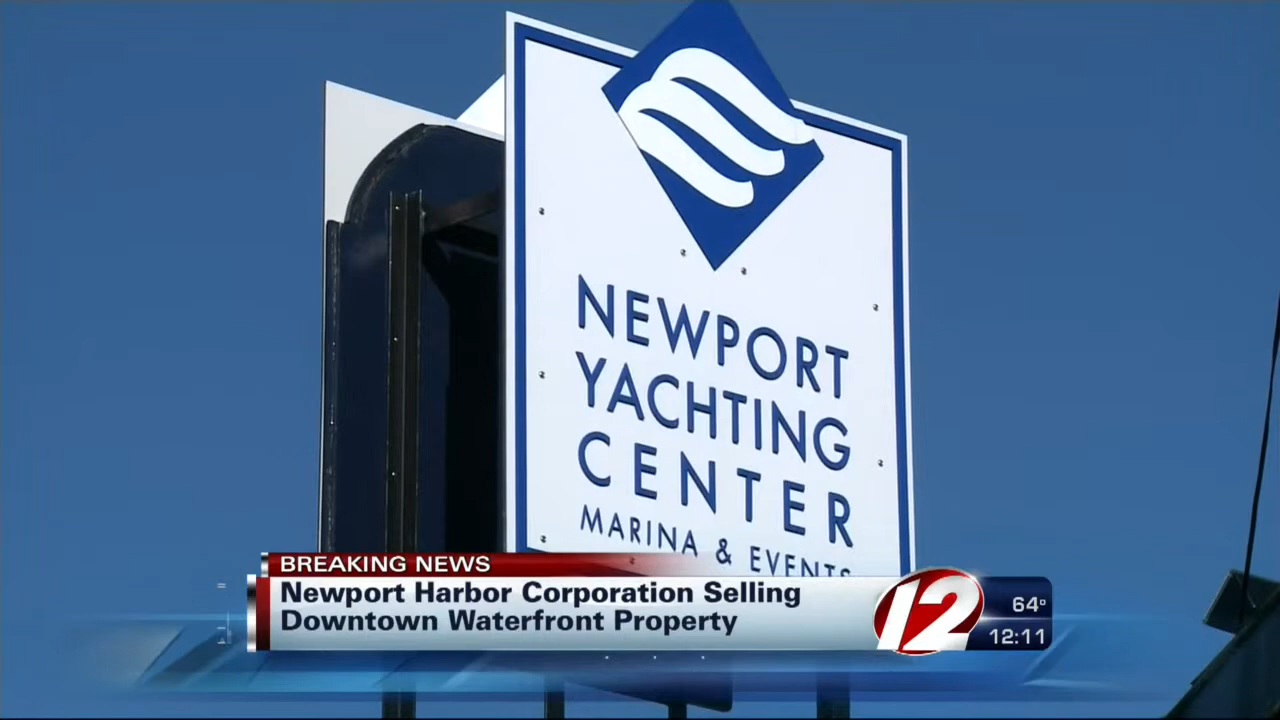 NEWPORT
YACHTING
CENTER
MARINA & EVENTS
BREAKING NEWS
Newport Harbor Corporation Selling
Downtown Waterfront Property
12
64°
12:11